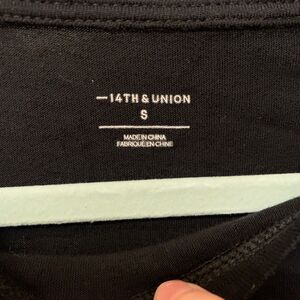 —14TH & UNION
S
MADE IN CHINA
FABRIQUÉ EN CHINE